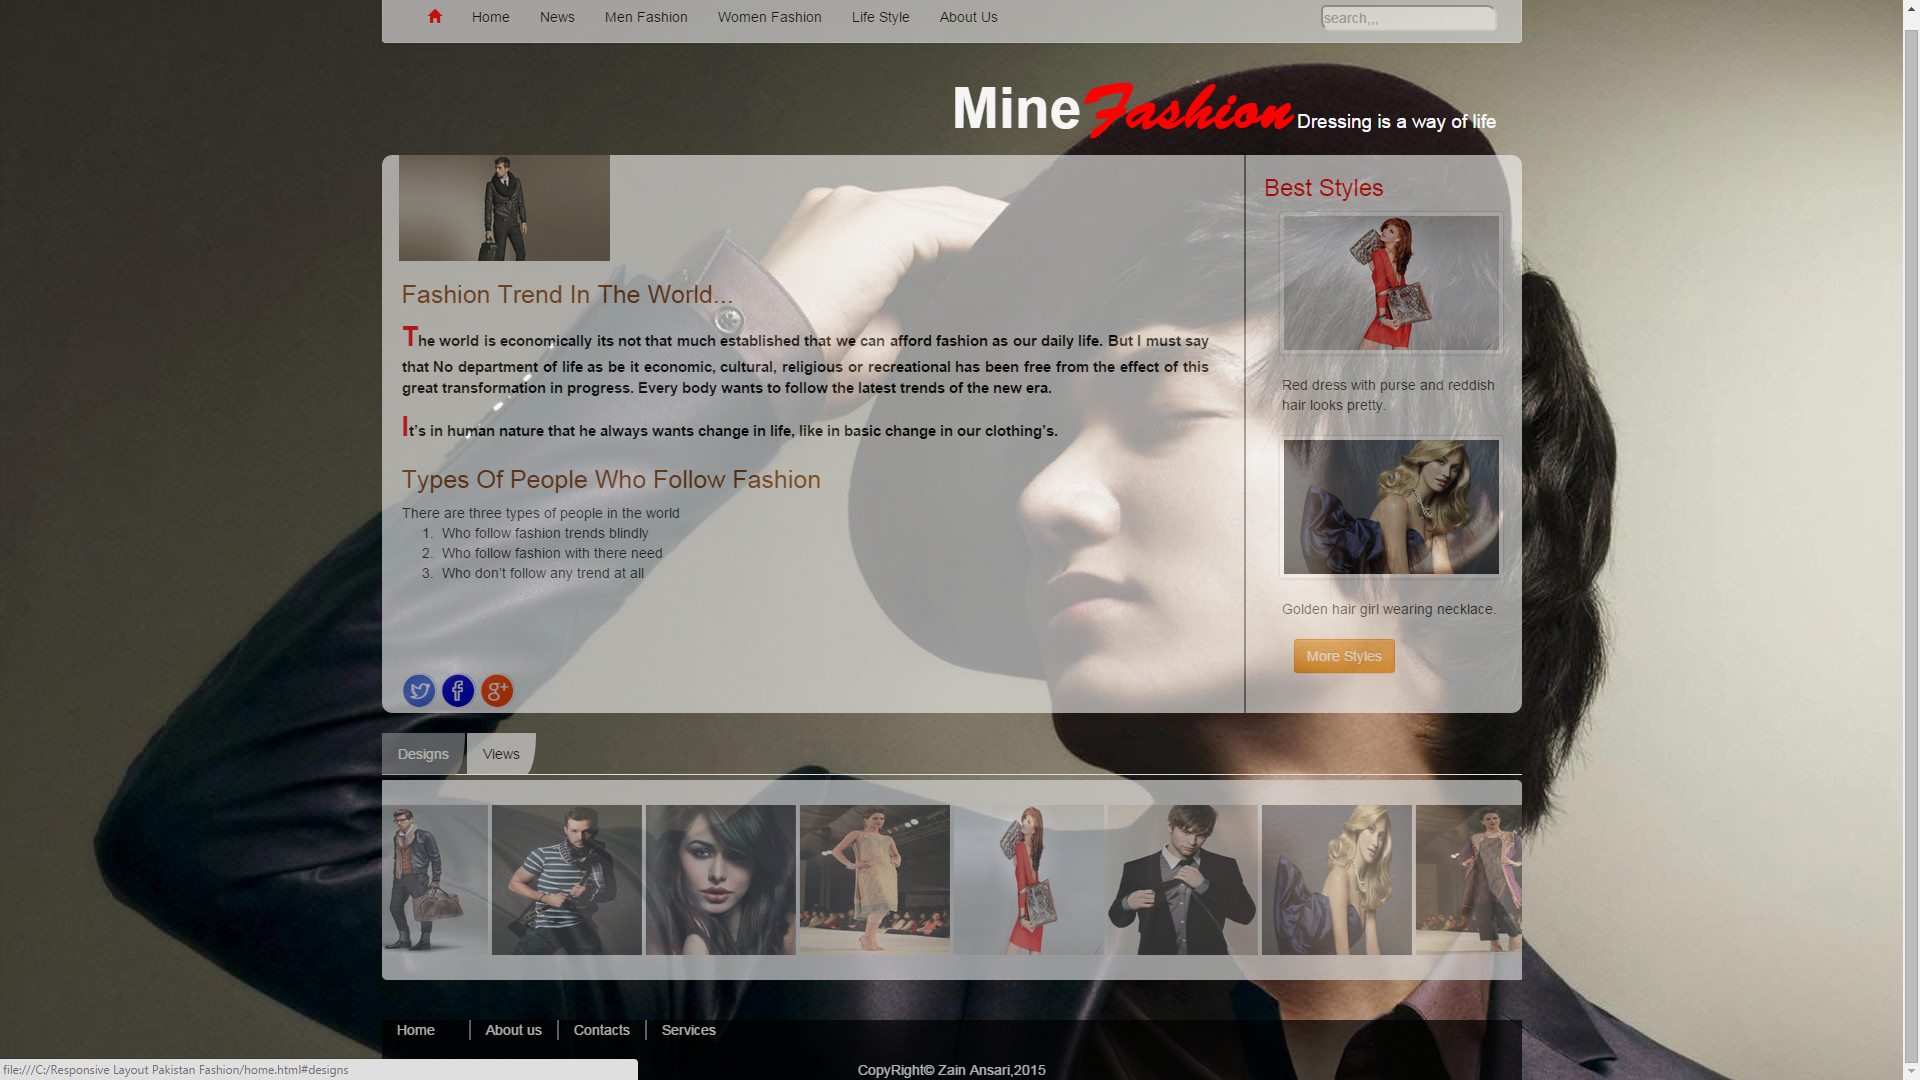 Home News Men Fashion Women Fashion Life Style About Us search,,,
MineFashion Dressing is a way of life
Fashion Trend In The World...
The world is economically its not that much established that we can afford fashion as our daily life. But I must say
that No department of life as be it economic, cultural, religious or recreational has been free from the effect of this
great transformation in progress. Every body wants to follow the latest trends of the new era.
It's in human nature that he always wants change in life, like in basic change in our clothing's.
Types Of People Who Follow Fashion
There are three types of people in the world
1. Who follow fashion trends blindly
2. Who follow fashion with there need
3. Who don't follow any trend at all
Best Styles
Red dress with purse and reddish
hair looks pretty.
Golden hair girl wearing necklace.
More Styles
Designs Views
Home About us Contacts Services
CopyRight© Zain Ansari,2015
file:///C:/Responsive Layout Pakistan Fashion/home.html#designs